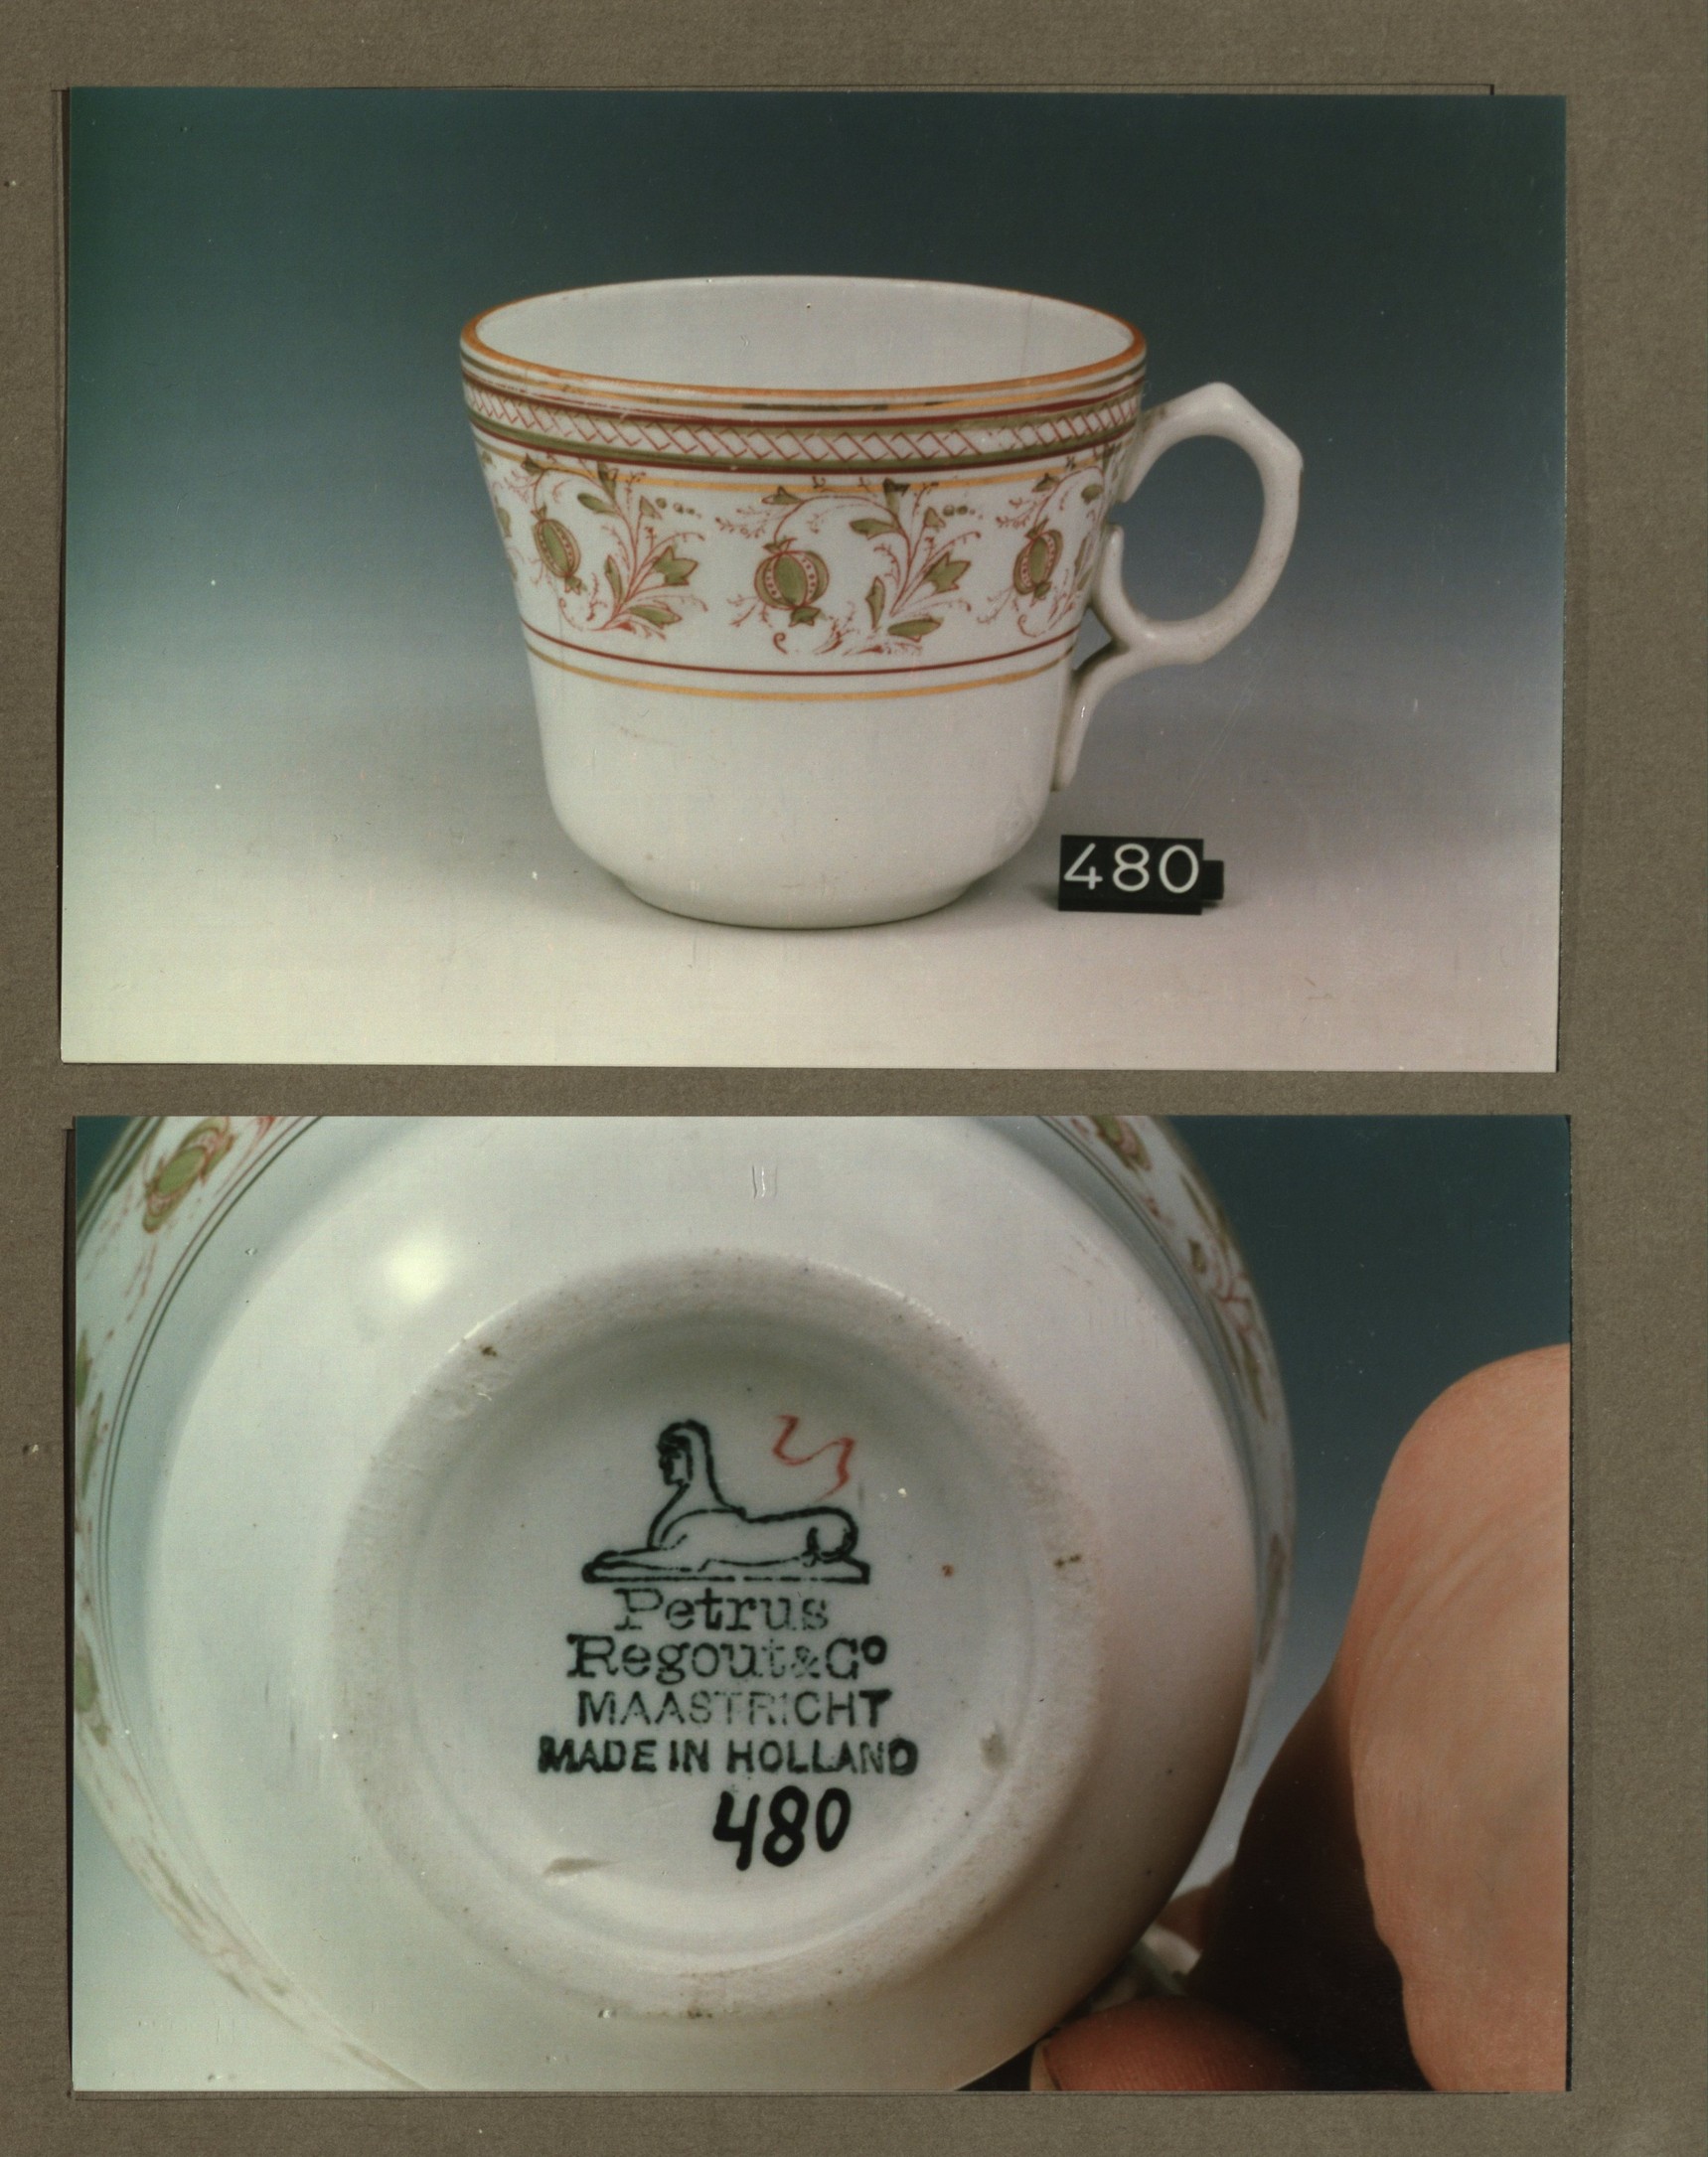 480
Petrus
Regout & Cº
MAASTRICHT
MADE IN HOLLAND
480